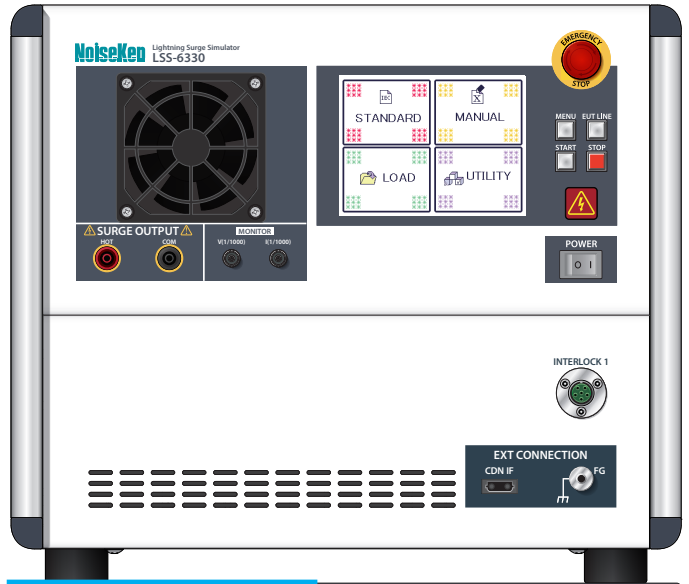 NoiseKen
Lightning Surge Simulator
LSS-6330
EMERGENCY
STOP
IEC
STANDARD
X
MANUAL
LOAD
UTILITY
MENU EUT LINE
START STOP
SURGE OUTPUT
HOT COM
MONITOR
V(1/1000) I(1/1000)
POWER
O I
INTERLOCK 1
EXT CONNECTION
CDN IF
FG